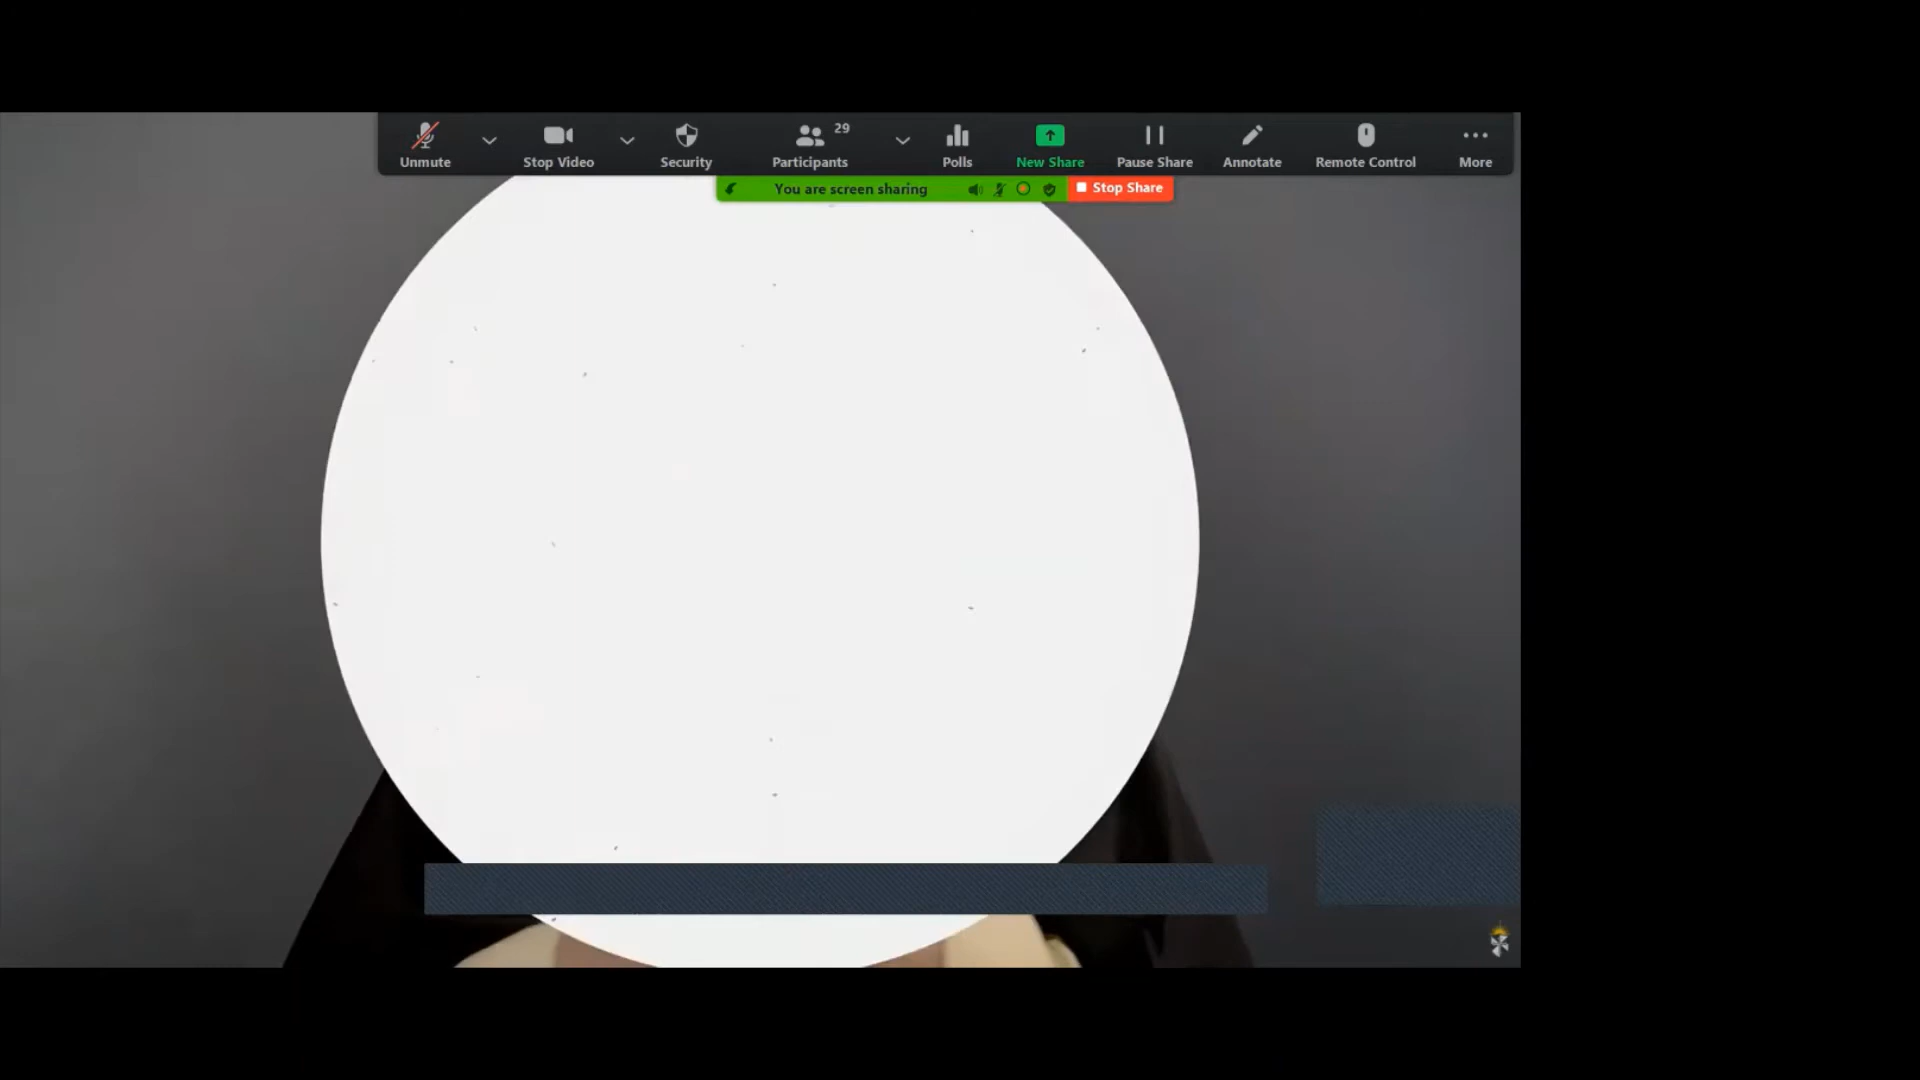 29
Unmute
Stop Video
Security
Participants
Polls
New Share
Pause Share
Annotate
Remote Control
More
You are screen sharing
Stop Share